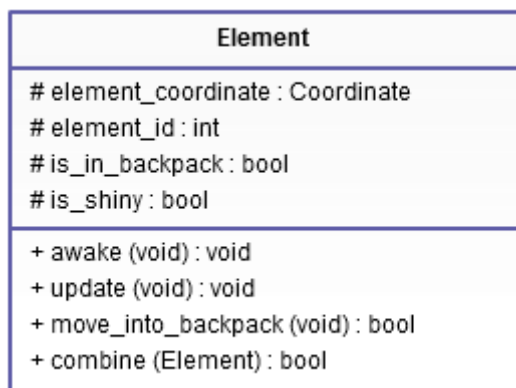 Element
# element_coordinate : Coordinate
# element_id : int
# is_in_backpack : bool
# is_shiny : bool
+ awake (void) : void
+ update (void) : void
+ move_into_backpack (void) : bool
+ combine (Element) : bool